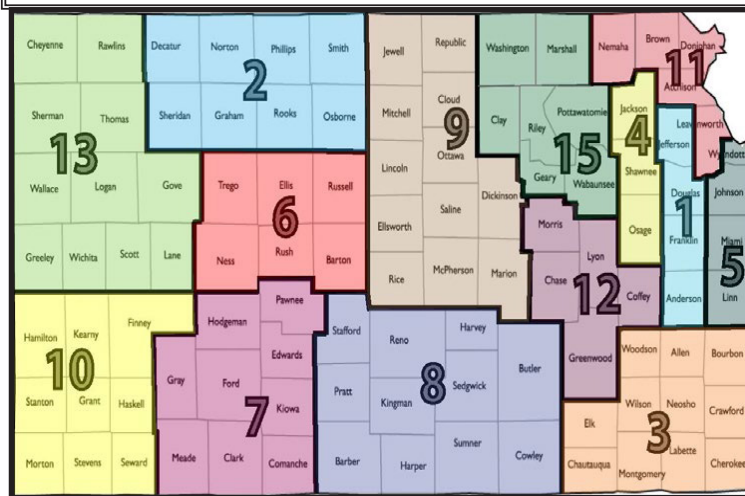 Cheyenne
Rawlins
Decatur
Norton
Phillips
Smith
Jewell
Republic
Washington
Marshall
Nemaha
Brown
Doniphan
2
11
Atchison
Sherman
Thomas
Sheridan
Graham
Rooks
Osborne
Mitchell
Cloud
9
Clay
Riley
Pottawatomie
Jackson
4
Leavenworth
Jefferson
13
Wyandott
Ottawa
15
Wallace
Logan
Gove
Trego
Ellis
Russell
Lincoln
Dickinson
Geary
Wabaunsee
Shawnee
Douglas
Johnson
6
Saline
1
Greeley
Wichita
Scott
Lane
Ness
Rush
Barton
Ellsworth
Morris
Lyon
Osage
Franklin
Miami
5
Rice
McPherson
Marion
Chase
12
Coffey
Anderson
Linn
Hamilton
Kearny
Finney
Hodgeman
Pawnee
Stafford
Reno
Harvey
10
Edwards
Butler
Greenwood
Woodson
Allen
Bourbon
Stanton
Grant
Haskell
Gray
Ford
Kiowa
Pratt
Kingman
8
Sedgwick
Wilson
Neosho
Crawford
7
Elk
3
Morton
Stevens
Seward
Meade
Clark
Comanche
Barber
Harper
Sumner
Cowley
Chautauqua
Montgomery
Labette
Cherokee